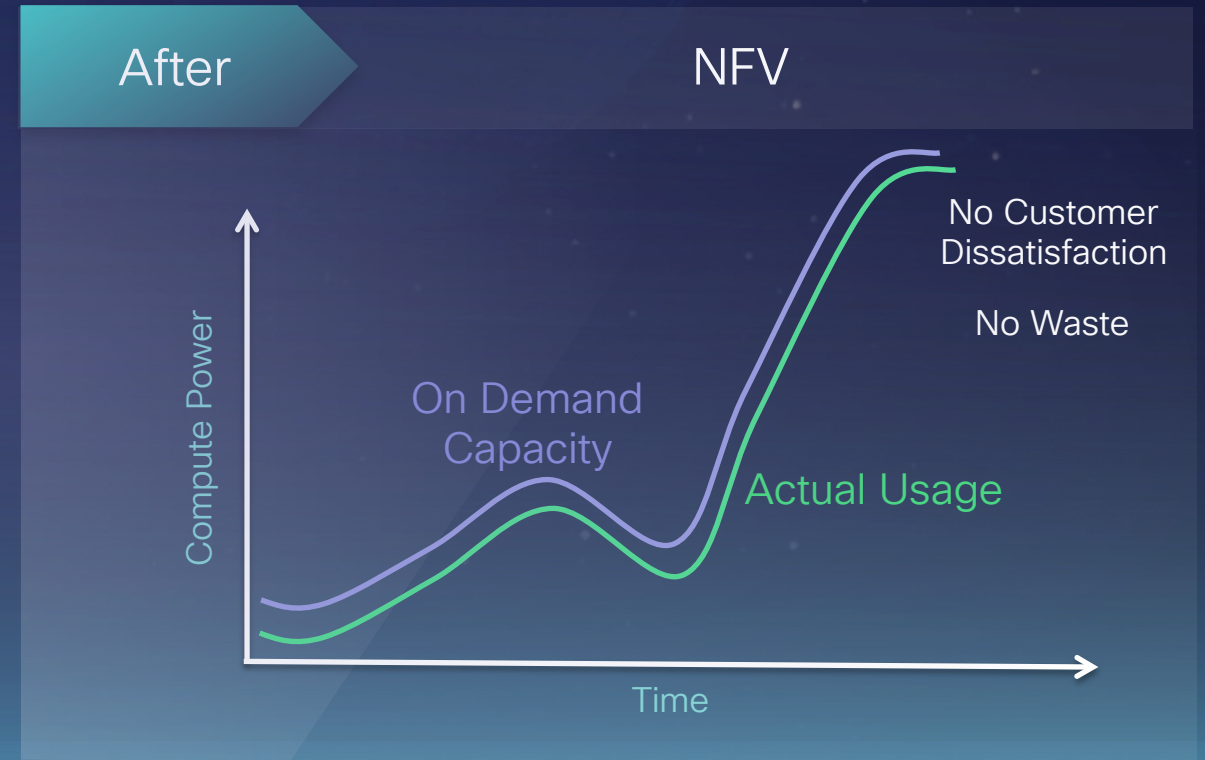 After
NFV
No Customer
Dissatisfaction
No Waste
On Demand
Capacity
Actual Usage
Compute Power
Time